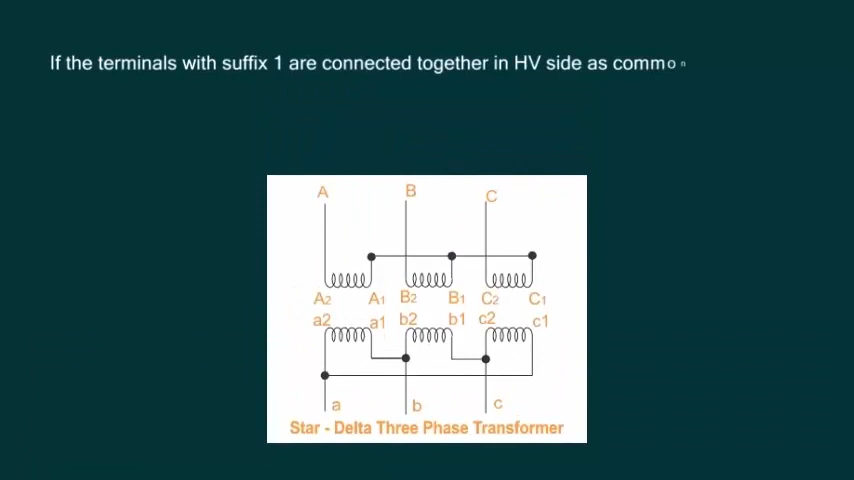 If the terminals with suffix 1 are connected together in HV side as common
A B C
A2 A1 B2 B1 C2 C1
a2 a1 b2 b1 c2 c1
a b c
Star - Delta Three Phase Transformer